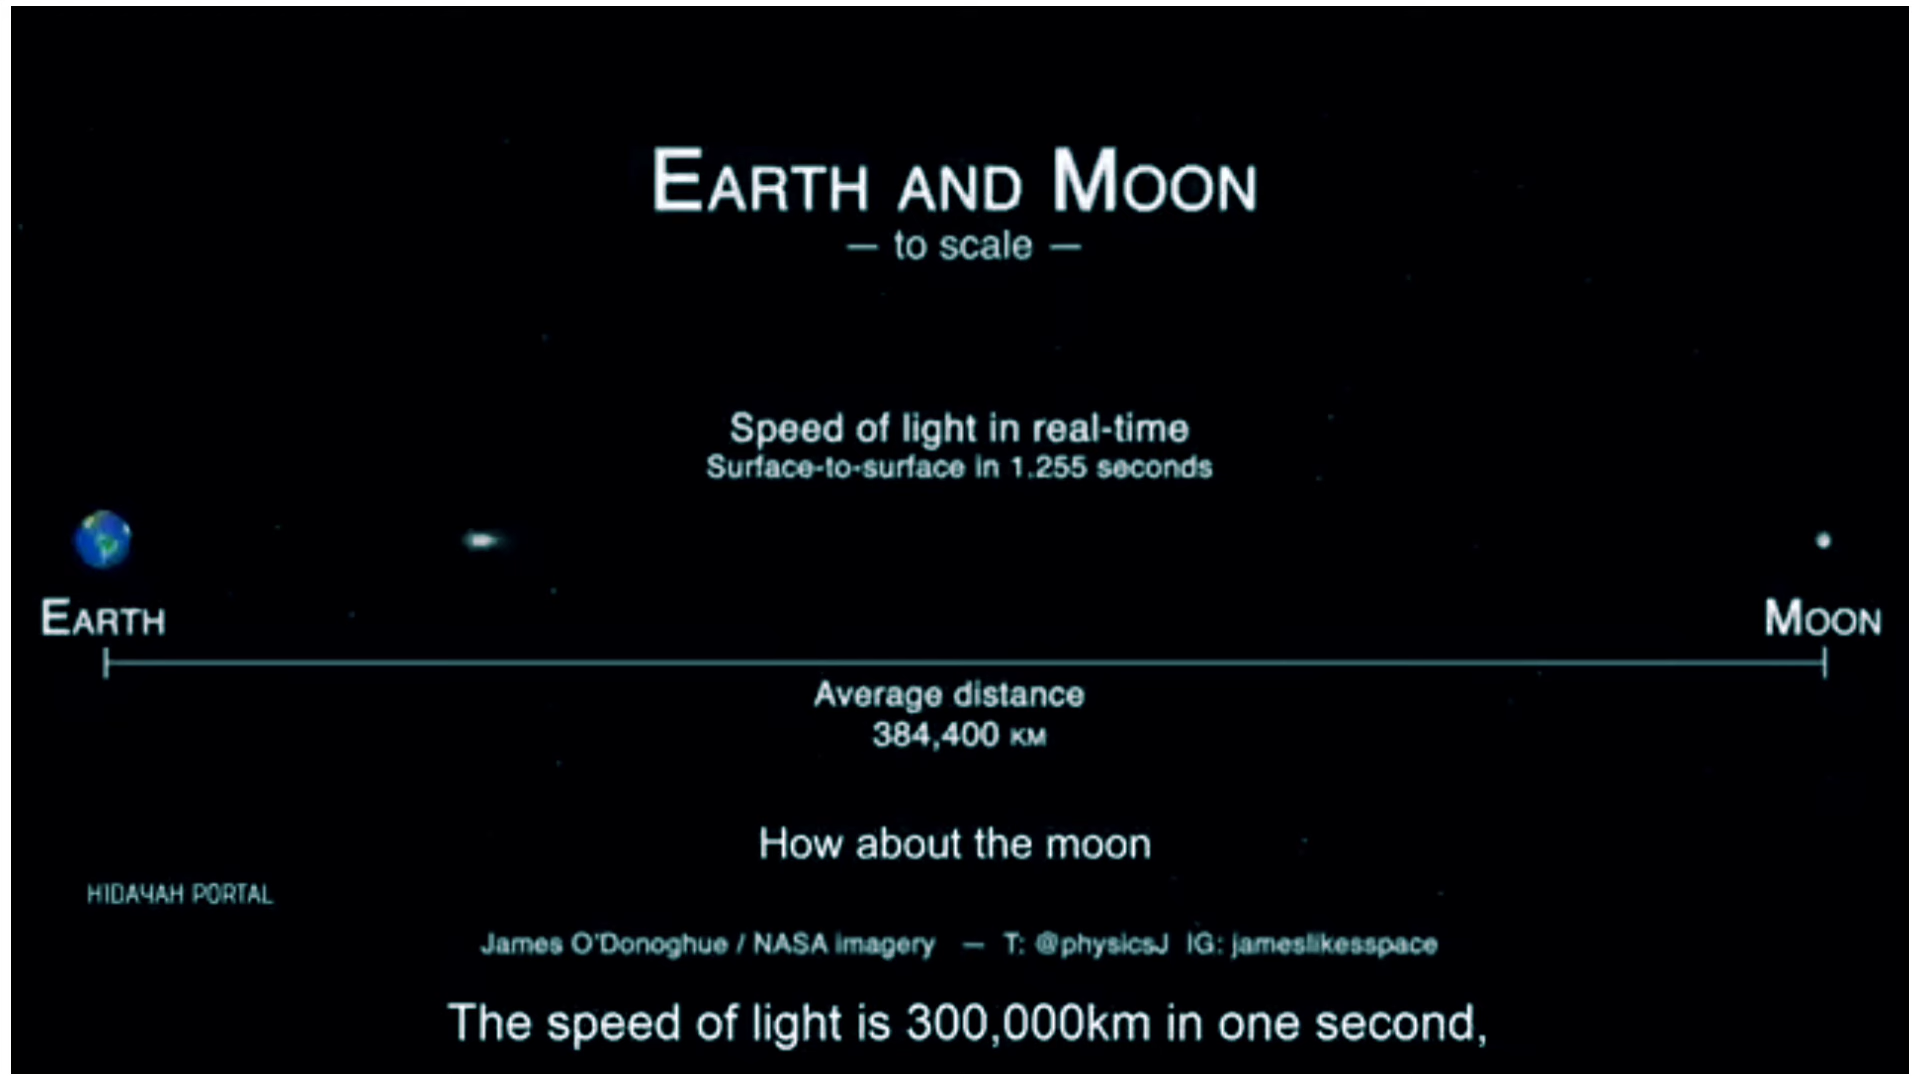 EARTH AND MOON
— to scale —
Speed of light in real-time
Surface-to-surface in 1.255 seconds
EARTH
MOON
Average distance
384,400 KM
How about the moon
HIDAYAH PORTAL
James O'Donoghue / NASA imagery — T: @physicsJ IG: jameslikesspace
The speed of light is 300,000km in one second,